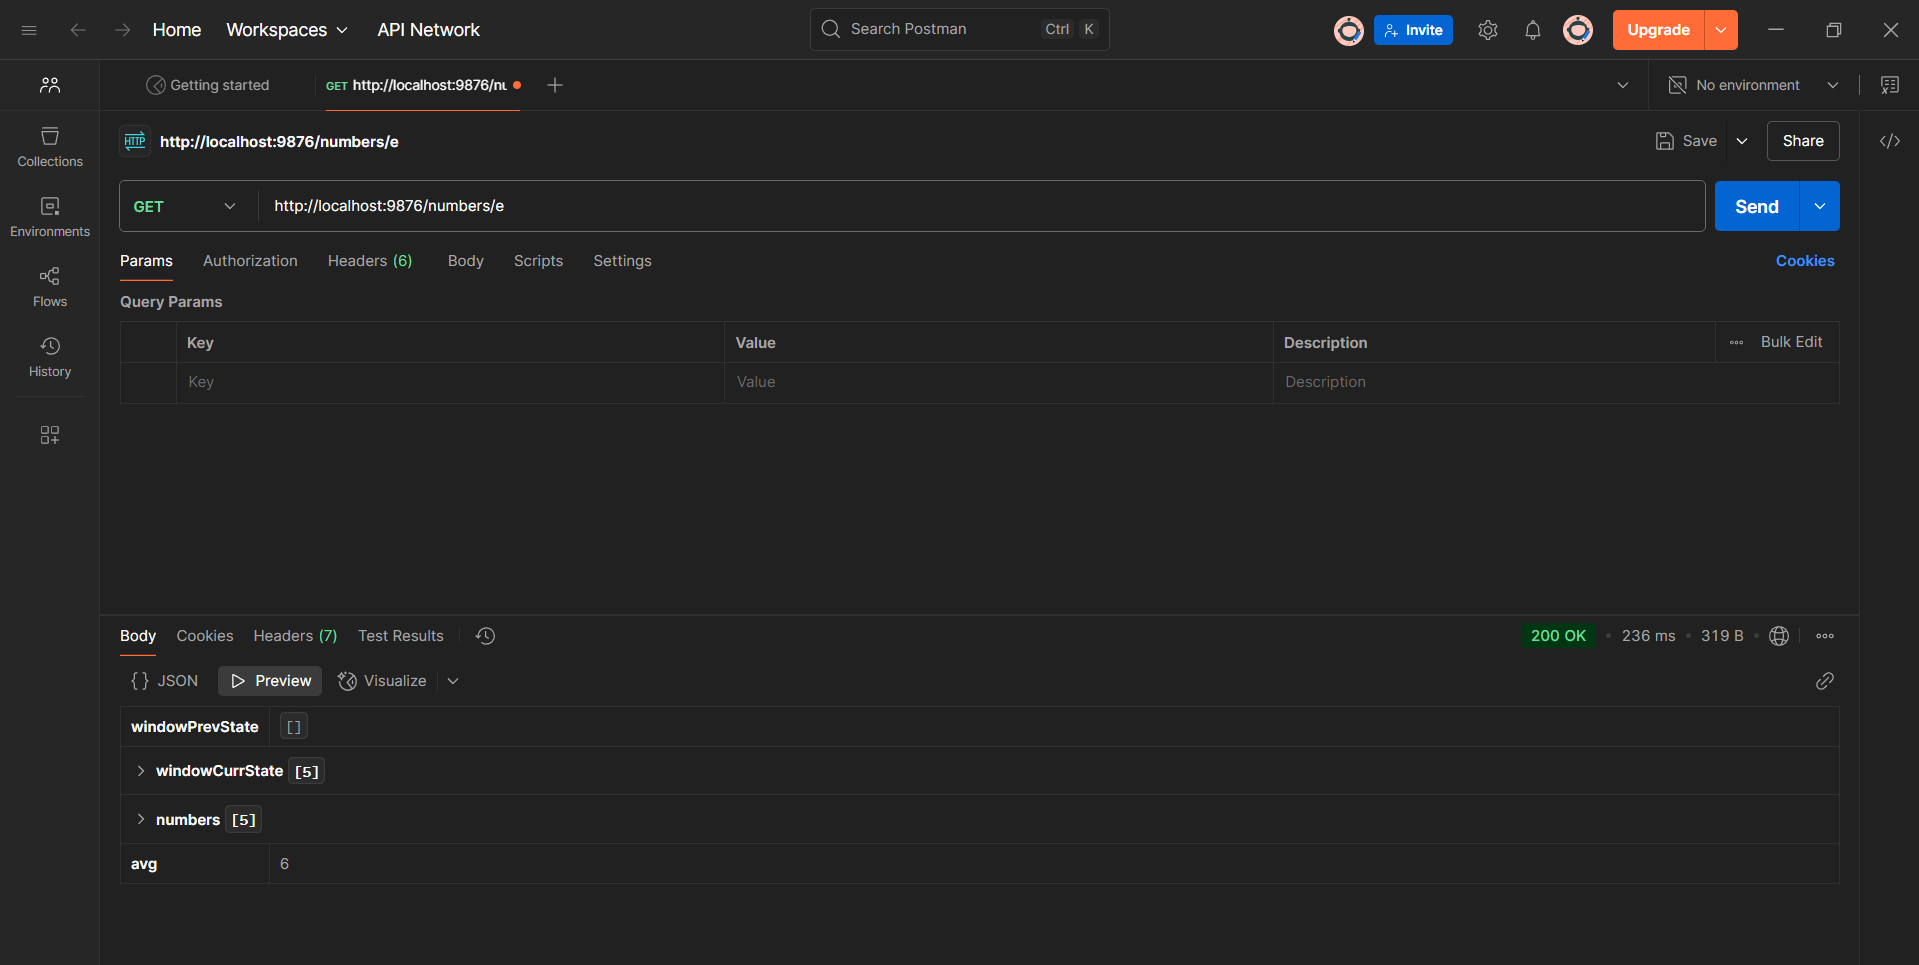 Home Workspaces API Network Search Postman Ctrl K Invite Upgrade
Getting started GET http://localhost:9876/nu No environment
HTTP http://localhost:9876/numbers/e Save Share
Collections
GET http://localhost:9876/numbers/e Send
Environments
Params Authorization Headers (6) Body Scripts Settings Cookies
Flows
Query Params
Key Value Description Bulk Edit
History
Key Value Description
Body Cookies Headers (7) Test Results 200 OK • 236 ms • 319 B •
{} JSON Preview Visualize
windowPrevState []
windowCurrState [5]
numbers [5]
avg 6